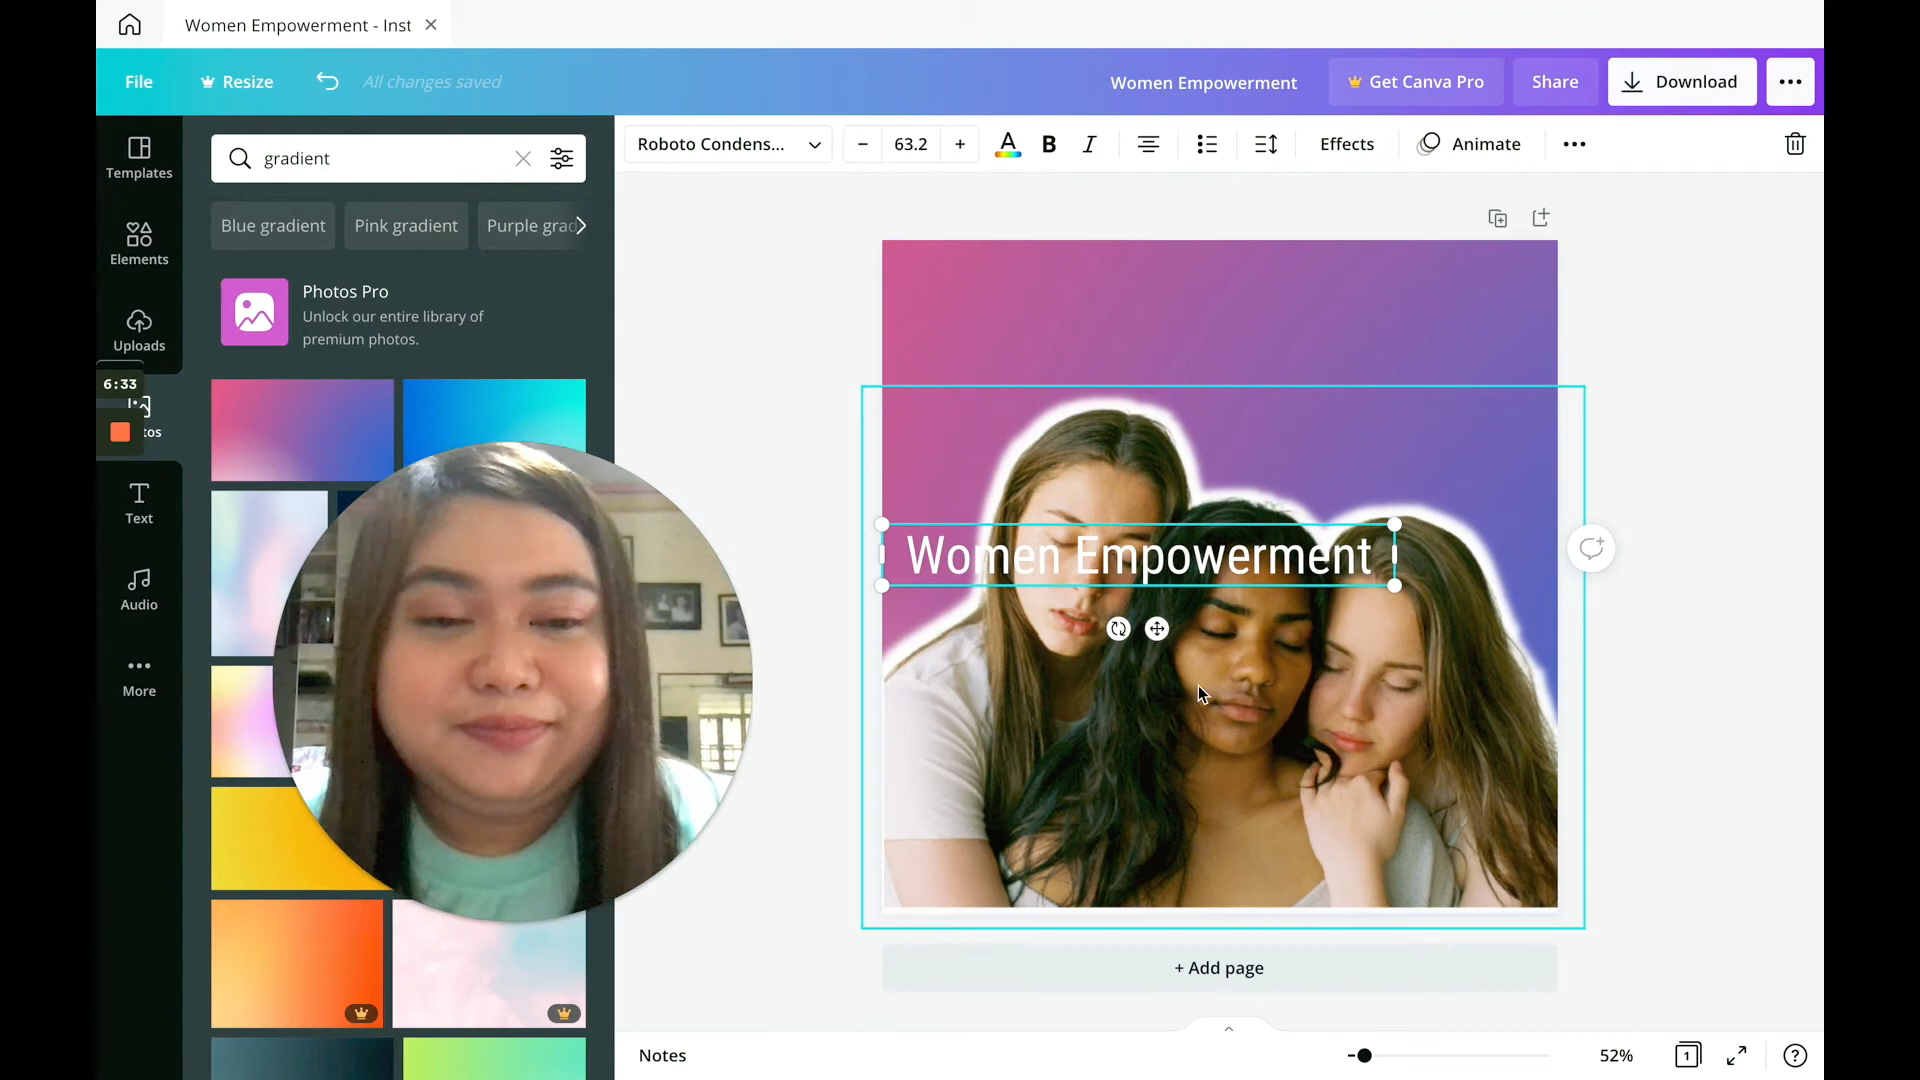 Women Empowerment - Inst
File
Resize
All changes saved
Women Empowerment
Get Canva Pro
Share
Download
Templates
Elements
Uploads
6:33
tos
Text
Audio
More
gradient
Blue gradient
Pink gradient
Purple grad
Photos Pro
Unlock our entire library of
premium photos.
Roboto Condens...
63.2
A
B
I
Effects
Animate
Women Empowerment
+ Add page
Notes
52%
1
?